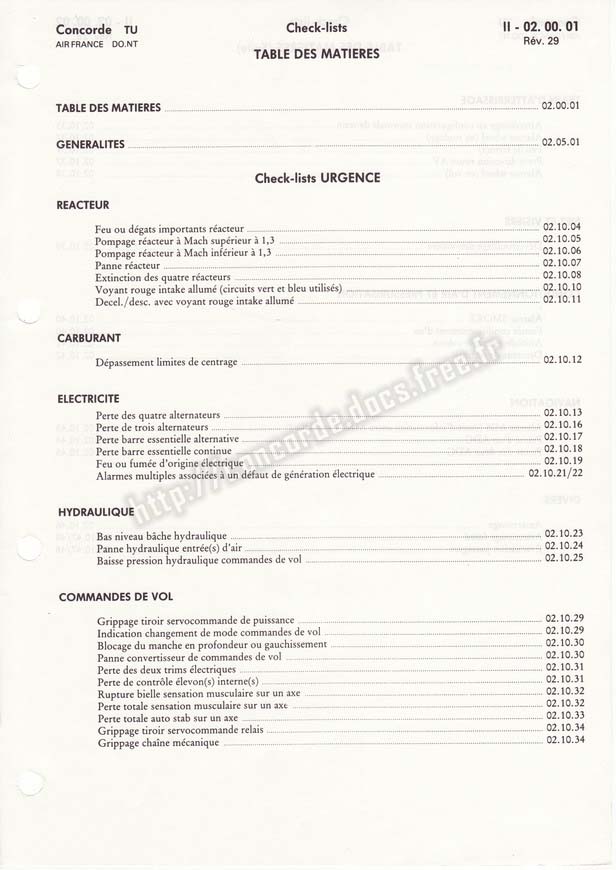 Concorde TU
AIR FRANCE DO.NT
Check-lists
TABLE DES MATIERES
II - 02. 00. 01
Rév. 29
TABLE DES MATIERES 02.00.01
GENERALITES 02.05.01
Check-lists URGENCE
REACTEUR
Feu ou dégats importants réacteur 02.10.04
Pompage réacteur à Mach supérieur à 1,3 02.10.05
Pompage réacteur à Mach inférieur à 1,3 02.10.06
Panne réacteur 02.10.07
Extinction des quatre réacteurs 02.10.08
Voyant rouge intake allumé (circuits vert et bleu utilisés) 02.10.10
Decel./desc. avec voyant rouge intake allumé 02.10.11
CARBURANT
Dépassement limites de centrage 02.10.12
ELECTRICITE
Perte des quatre alternateurs 02.10.13
Perte de trois alternateurs 02.10.16
Perte barre essentielle alternative 02.10.17
Perte barre essentielle continue 02.10.18
Feu ou fumée d'origine électrique 02.10.19
Alarmes multiples associées à un défaut de génération électrique 02.10.21/22
HYDRAULIQUE
Bas niveau bâche hydraulique 02.10.23
Panne hydraulique entrée(s) d'air 02.10.24
Baisse pression hydraulique commandes de vol 02.10.25
COMMANDES DE VOL
Grippage tiroir servocommande de puissance 02.10.29
Indication changement de mode commandes de vol 02.10.29
Blocage du manche en profondeur ou gauchissement 02.10.30
Panne convertisseur de commandes de vol 02.10.30
Perte des deux trims électriques 02.10.31
Perte de contrôle élevon(s) interne(s) 02.10.31
Rupture bielle sensation musculaire sur un axe 02.10.32
Perte totale sensation musculaire sur un axe 02.10.32
Perte totale auto stab sur un axe 02.10.33
Grippage tiroir servocommande relais 02.10.34
Grippage chaîne mécanique 02.10.34
http://concorde.docs.free.fr